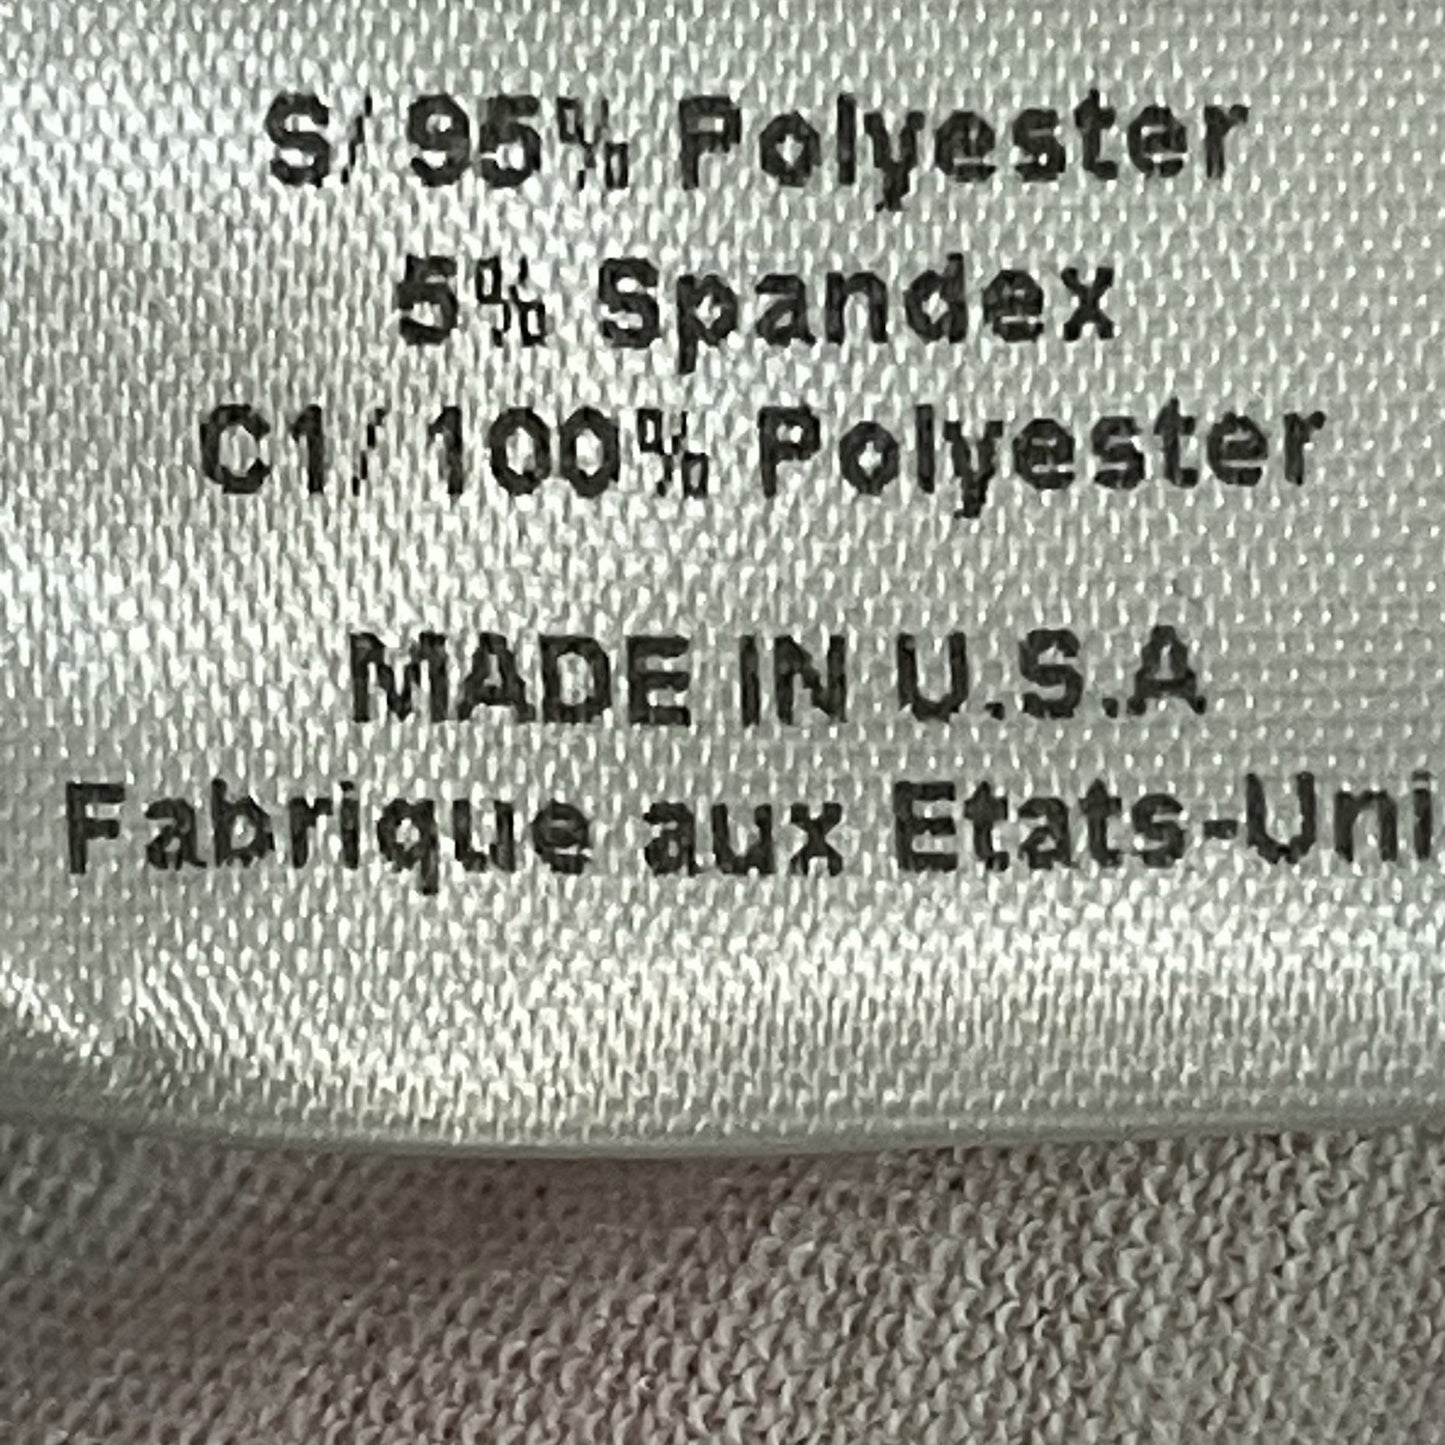 S/ 95% Polyester
5% Spandex
C1/ 100% Polyester
MADE IN U.S.A
Fabrique aux Etats-Uni